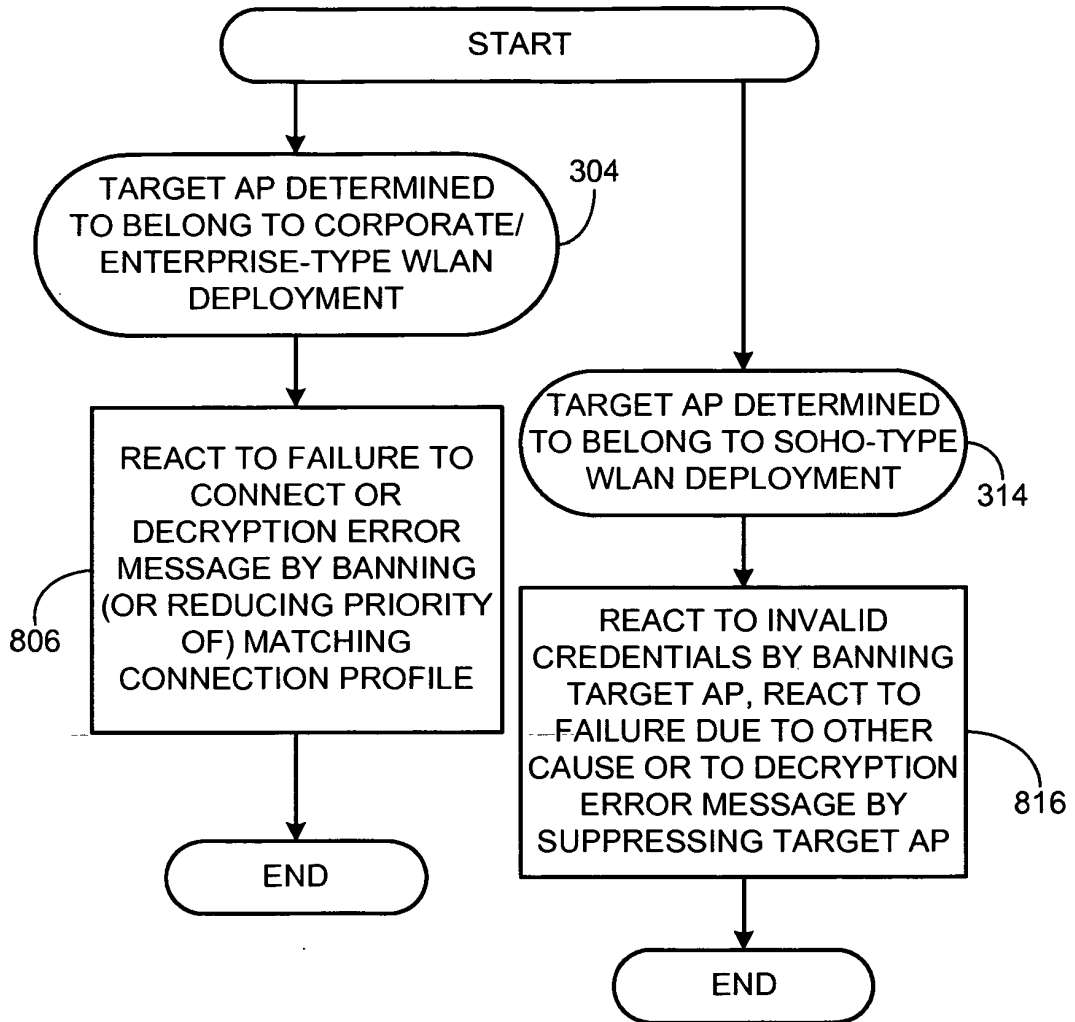 START
TARGET AP DETERMINED
TO BELONG TO CORPORATE/
ENTERPRISE-TYPE WLAN
DEPLOYMENT
304
REACT TO FAILURE TO
CONNECT OR
DECRYPTION ERROR
MESSAGE BY BANNING
(OR REDUCING PRIORITY
OF) MATCHING
CONNECTION PROFILE
806
END
TARGET AP DETERMINED
TO BELONG TO SOHO-TYPE
WLAN DEPLOYMENT
314
REACT TO INVALID
CREDENTIALS BY BANNING
TARGET AP, REACT TO
FAILURE DUE TO OTHER
CAUSE OR TO DECRYPTION
ERROR MESSAGE BY
SUPPRESSING TARGET AP
816
END